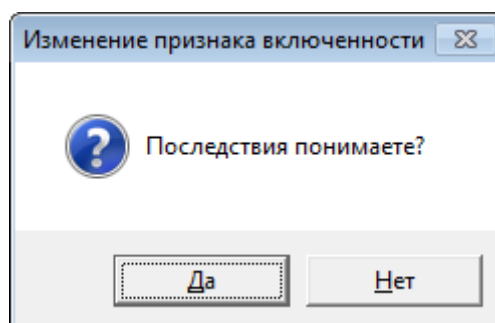 Изменение признака включенности
Последствия понимаете?
Да
Нет